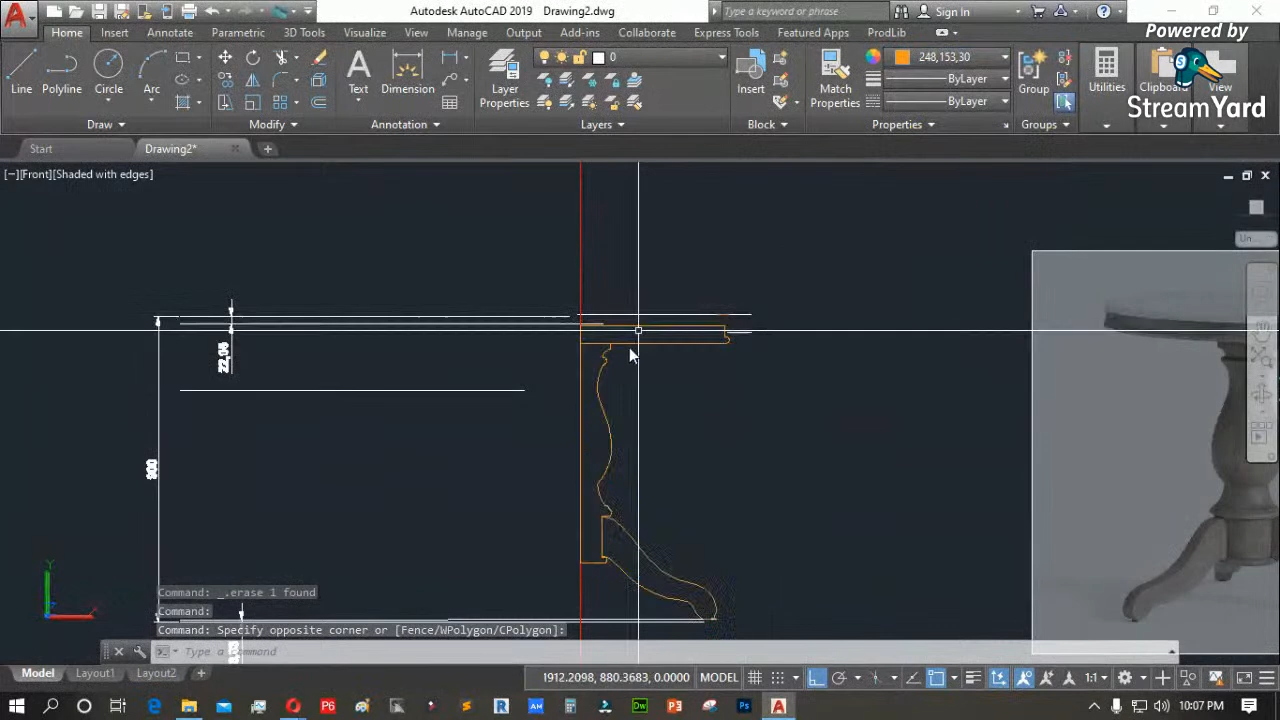 Autodesk AutoCAD 2019 Drawing2.dwg
Type a keyword or phrase
Sign In
Powered by
StreamYard
Home Insert Annotate Parametric 3D Tools Visualize View Manage Output Add-ins Collaborate Express Tools Featured Apps ProdLib
0
248,153,30
ByLayer
ByLayer
Line Polyline Circle Arc Text Dimension Layer Properties Insert Match Properties Group Utilities Clipboard View
Draw Modify Annotation Layers Block Properties Groups
Start Drawing2*
[−][Front][Shaded with edges]
Un...
Y
Command: _.erase 1 found
Command:
Command: Specify opposite corner or [Fence/WPolygon/CPolygon]:
Type a command
Model Layout1 Layout2
1912.2098, 880.3683, 0.0000 MODEL 1:1
10:07 PM